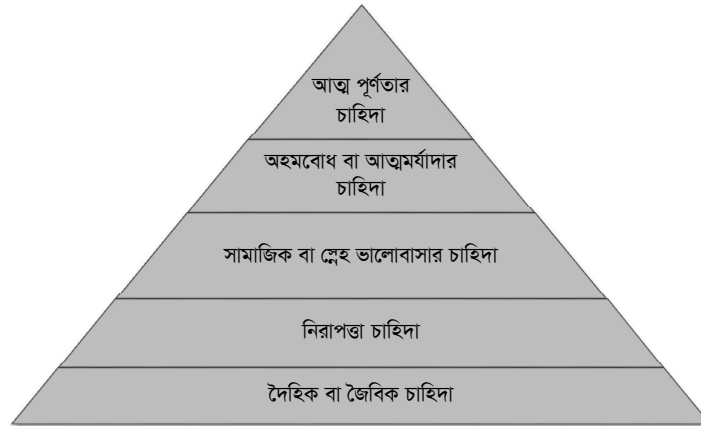 আত্ম পূর্ণতার
চাহিদা
অহমবোধ বা আত্মমর্যাদার
চাহিদা
সামাজিক বা স্নেহ ভালোবাসার চাহিদা
নিরাপত্তা চাহিদা
দৈহিক বা জৈবিক চাহিদা